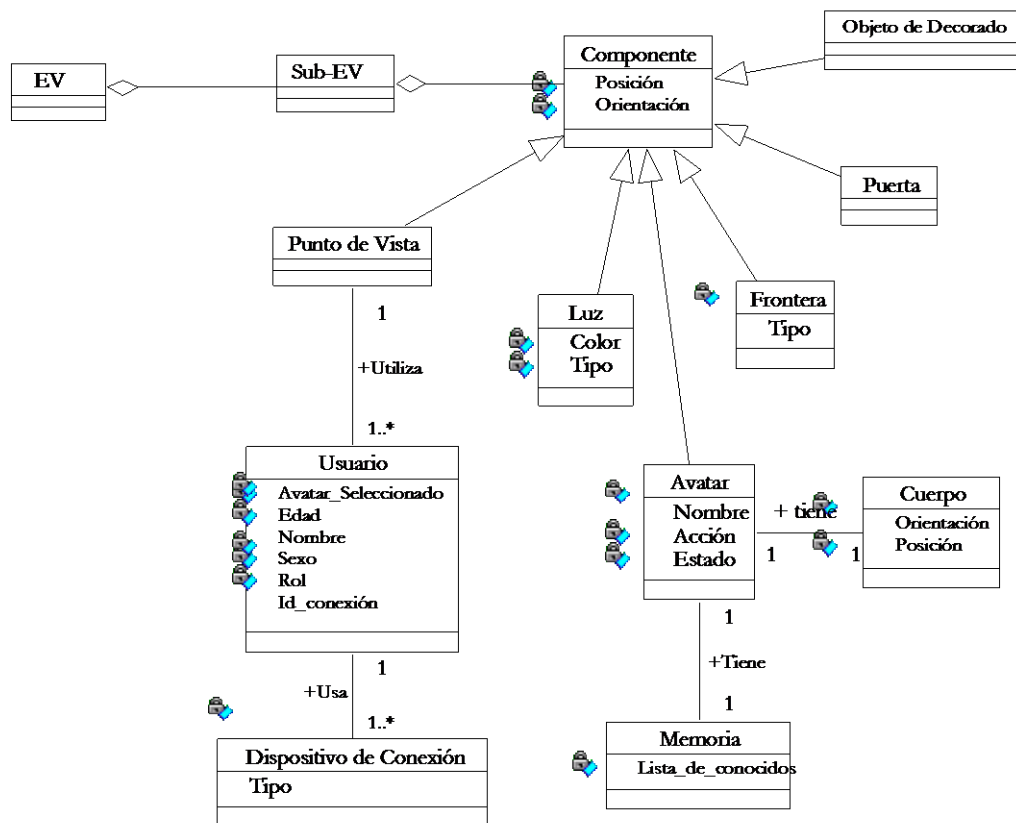 Objeto de Decorado
Componente
Posición
Orientación
EV
Sub-EV
Puerta
Punto de Vista
1
+Utiliza
1..*
Luz
Color
Tipo
Frontera
Tipo
Usuario
Avatar_Seleccionado
Edad
Nombre
Sexo
Rol
Id_conexión
Avatar
Nombre
Acción
Estado
+ tiene
1
1
Cuerpo
Orientación
Posición
1
+Usa
1..*
Dispositivo de Conexión
Tipo
1
+Tiene
1
Memoria
Lista_de_conocidos